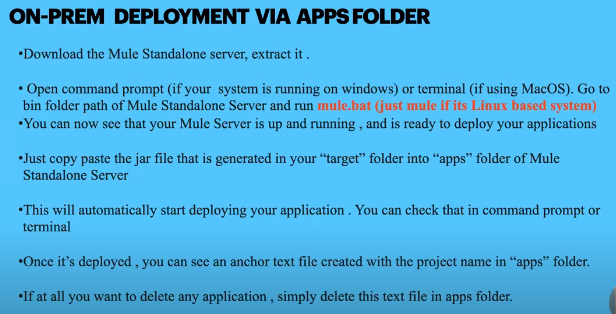 ON-PREM DEPLOYMENT VIA APPS FOLDER
•Download the Mule Standalone server, extract it .
• Open command prompt (if your system is running on windows) or terminal (if using MacOS). Go to
bin folder path of Mule Standalone Server and run mule.bat (just mule if its Linux based system)
•You can now see that your Mule Server is up and running , and is ready to deploy your applications
•Just copy paste the jar file that is generated in your “target” folder into “apps” folder of Mule
Standalone Server
•This will automatically start deploying your application . You can check that in command prompt or
terminal
•Once it’s deployed , you can see an anchor text file created with the project name in “apps” folder.
•If at all you want to delete any application , simply delete this text file in apps folder.